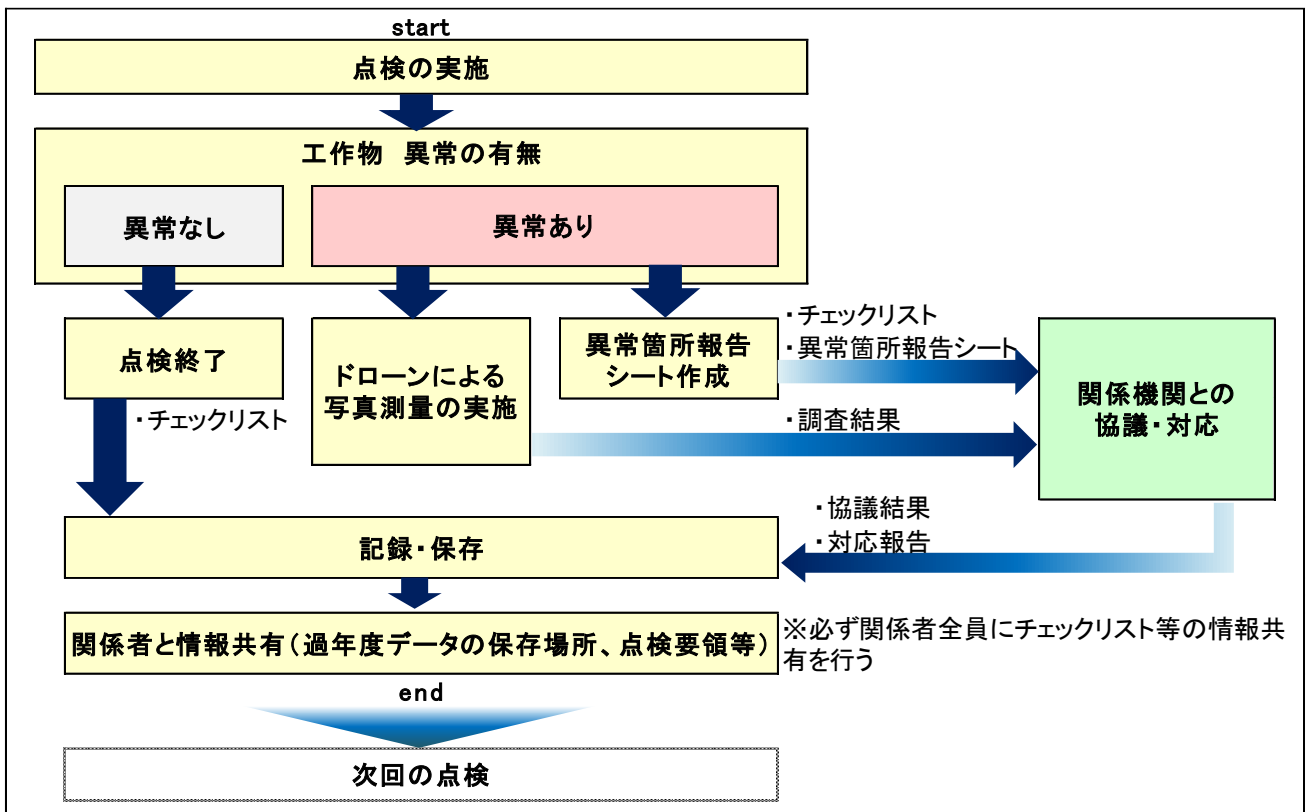 start
点検の実施
工作物　異常の有無
異常なし
異常あり
点検終了
ドローンによる
写真測量の実施
異常箇所報告
シート作成
・チェックリスト
・異常箇所報告シート
関係機関との
協議・対応
・チェックリスト
・調査結果
・協議結果
・対応報告
記録・保存
関係者と情報共有（過年度データの保存場所、点検要領等）
※必ず関係者全員にチェックリスト等の情報共
有を行う
end
次回の点検